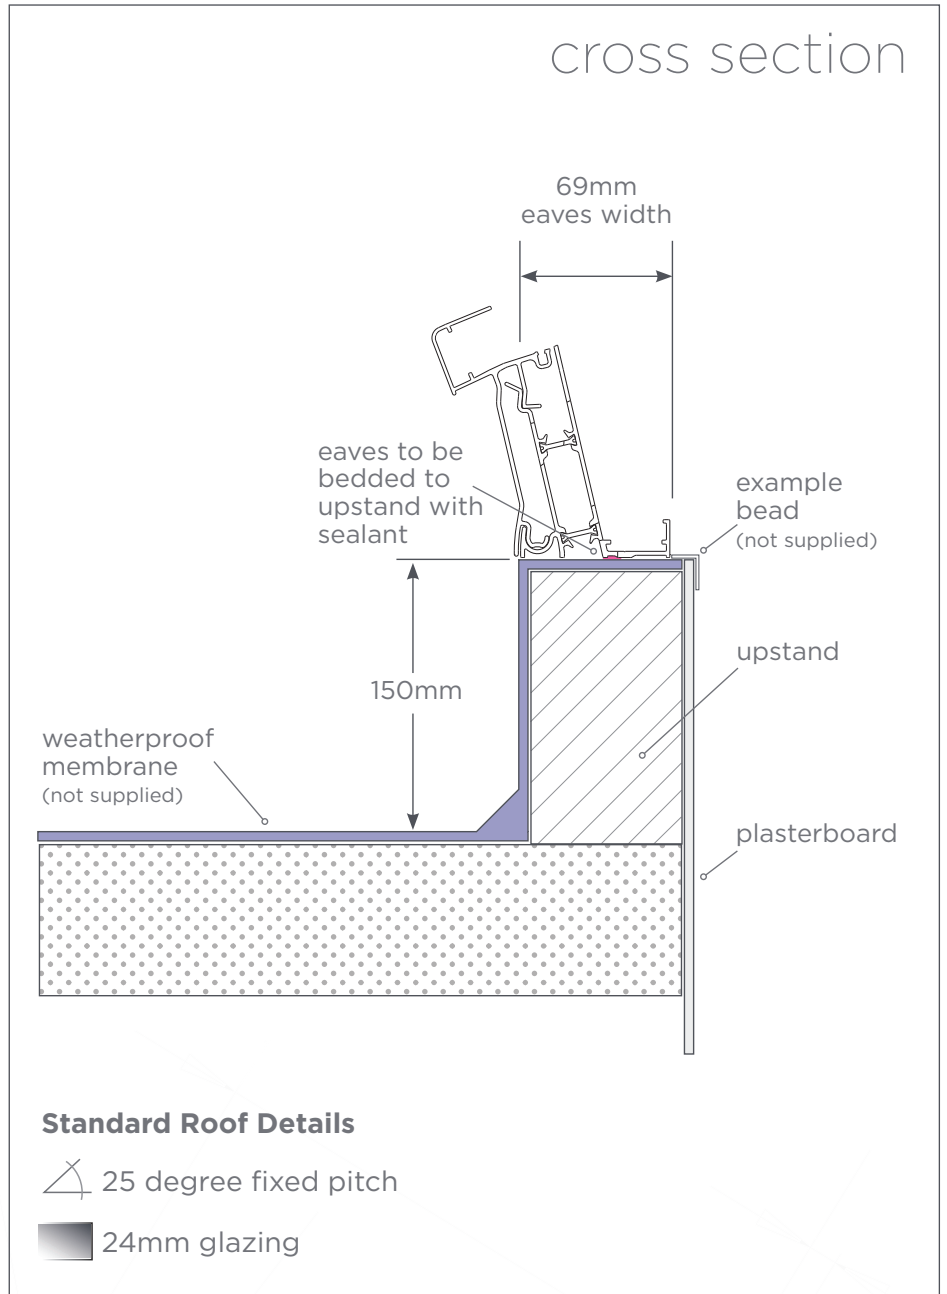 cross section
69mm
eaves width
eaves to be
bedded to
upstand with
sealant
example
bead
(not supplied)
upstand
150mm
weatherproof
membrane
(not supplied)
plasterboard
Standard Roof Details
25 degree fixed pitch
24mm glazing